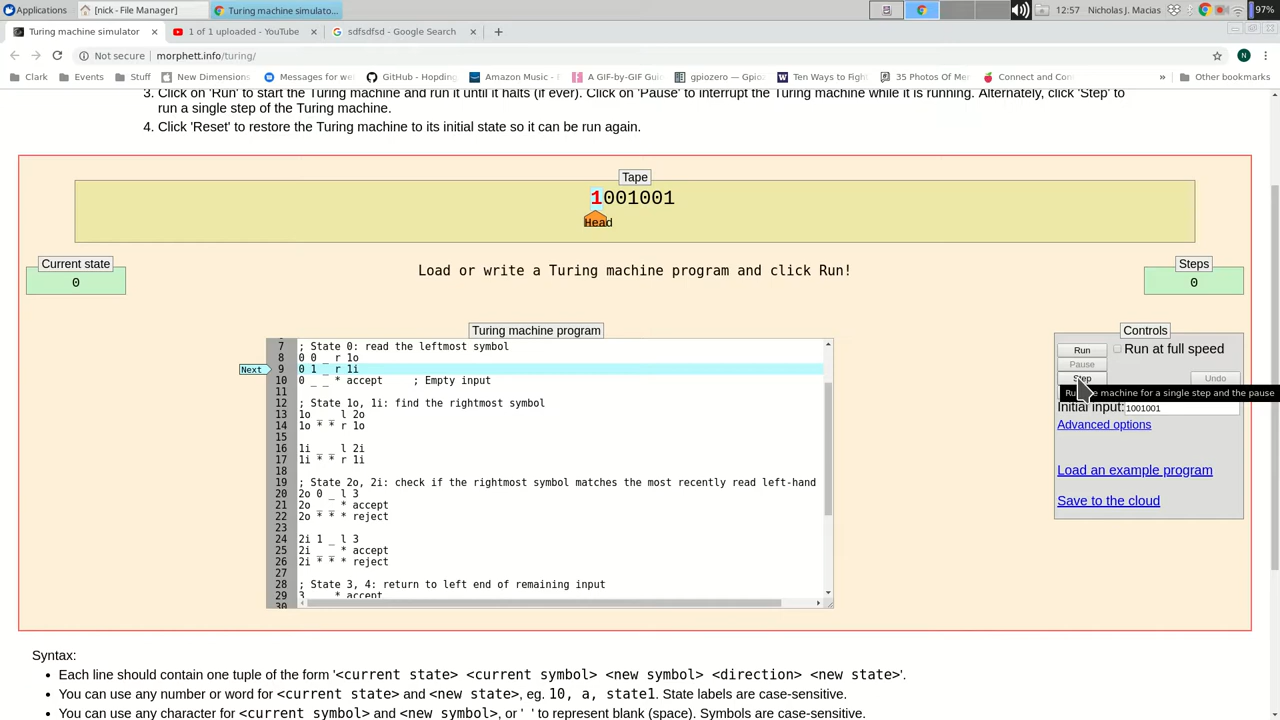 Applications [nick - File Manager] Turing machine simulato... 12:57 Nicholas J. Macias 97%
Turing machine simulator 1 of 1 uploaded - YouTube sdfsdfsd - Google Search
Not secure morphett.info/turing/ N
Clark Events Stuff New Dimensions Messages for we GitHub - Hopding Amazon Music - A GIF-by-GIF Gui gpiozero — Gpio Ten Ways to Fight 35 Photos Of Me Connect and Con » Other bookmarks
3. Click on 'Run' to start the Turing machine and run it until it halts (if ever). Click on 'Pause' to interrupt the Turing machine while it is running. Alternately, click 'Step' to
run a single step of the Turing machine.
4. Click 'Reset' to restore the Turing machine to its initial state so it can be run again.
Tape
1001001
Head
Current state
0
Load or write a Turing machine program and click Run!
Steps
0
Turing machine program
7 ; State 0: read the leftmost symbol
8 0 0 _ r 1o
Next 9 0 1 _ r 1i
10 0 _ _ * accept ; Empty input
11
12 ; State 1o, 1i: find the rightmost symbol
13 1o _ _ l 2o
14 1o * * r 1o
15
16 1i _ _ l 2i
17 1i * * r 1i
18
19 ; State 2o, 2i: check if the rightmost symbol matches the most recently read left-hand
20 2o 0 _ l 3
21 2o _ _ * accept
22 2o * * * reject
23
24 2i 1 _ l 3
25 2i _ _ * accept
26 2i * * * reject
27
28 ; State 3, 4: return to left end of remaining input
29 3 _ _ * accept
30
Controls
Run Run at full speed
Pause
Step Undo
machine for a single step and the pause
Initial input: 1001001
Advanced options
Load an example program
Save to the cloud
Syntax:
• Each line should contain one tuple of the form '<current state> <current symbol> <new symbol> <direction> <new state>'.
• You can use any number or word for <current state> and <new state>, eg. 10, a, state1. State labels are case-sensitive.
• You can use any character for <current symbol> and <new symbol>, or '_' to represent blank (space). Symbols are case-sensitive.